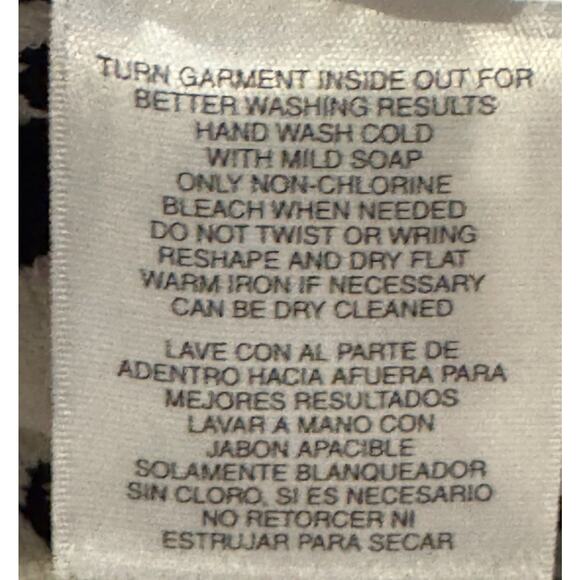 TURN GARMENT INSIDE OUT FOR
BETTER WASHING RESULTS
HAND WASH COLD
WITH MILD SOAP
ONLY NON-CHLORINE
BLEACH WHEN NEEDED
DO NOT TWIST OR WRING
RESHAPE AND DRY FLAT
WARM IRON IF NECESSARY
CAN BE DRY CLEANED
LAVE CON AL PARTE DE
ADENTRO HACIA AFUERA PARA
MEJORES RESULTADOS
LAVAR A MANO CON
JABON APACIBLE
SOLAMENTE BLANQUEADOR
SIN CLORO, SI ES NECESARIO
NO RETORCER NI
ESTRUJAR PARA SECAR